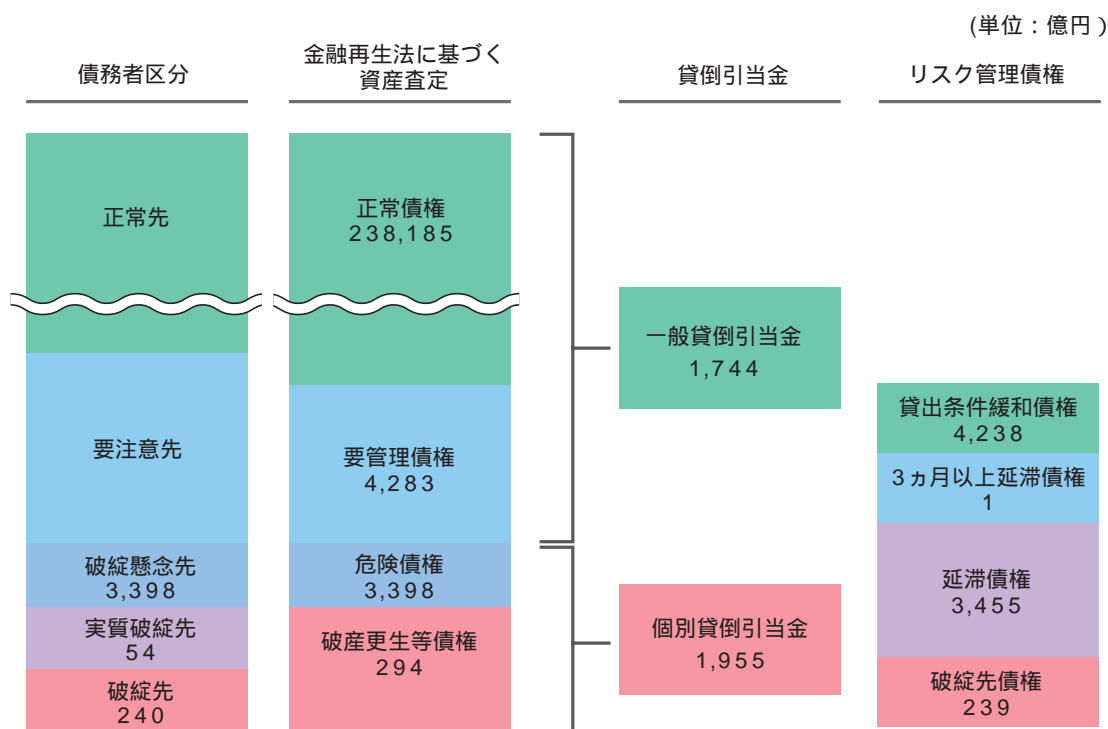 (単位：億円)
債務者区分
金融再生法に基づく
資産査定
貸倒引当金
リスク管理債権
正常先
要注意先
破綻懸念先
3,398
実質破綻先
54
破綻先
240
正常債権
238,185
要管理債権
4,283
危険債権
3,398
破産更生等債権
294
一般貸倒引当金
1,744
個別貸倒引当金
1,955
貸出条件緩和債権
4,238
3ヵ月以上延滞債権
1
延滞債権
3,455
破綻先債権
239